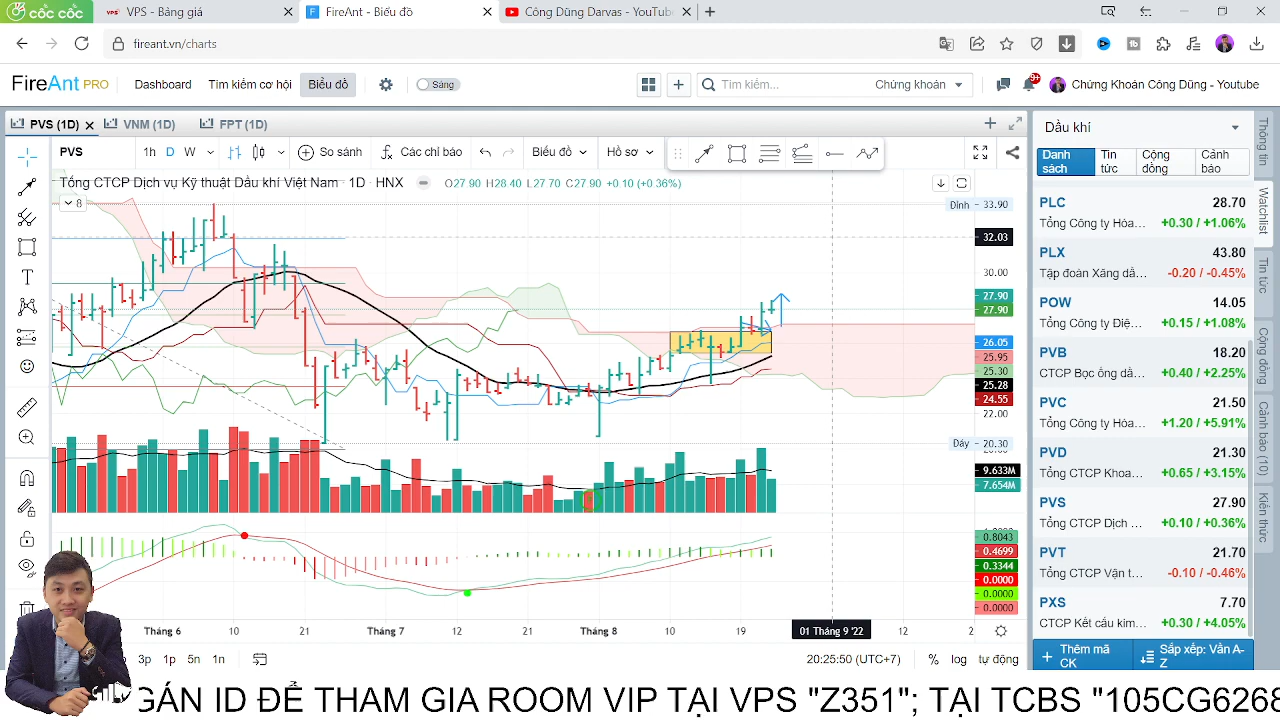 cốc cốc
VPS - Bảng giá
FireAnt - Biểu đồ
Công Dũng Darvas - YouTube
fireant.vn/charts
FireAnt PRO
Dashboard
Tìm kiếm cơ hội
Biểu đồ
Sáng
Tìm kiếm...
Chứng khoán
9+
Chứng Khoán Công Dũng - Youtube
PVS (1D)
VNM (1D)
FPT (1D)
PVS
1h
D
W
So sánh
Các chỉ báo
Biểu đồ
Hồ sơ
Tổng CTCP Dịch vụ Kỹ thuật Dầu khí Việt Nam · 1D · HNX
O27.90 H28.40 L27.70 C27.90 +0.10 (+0.36%)
8
Đỉnh 33.90
32.03
30.00
27.90
27.90
26.05
25.95
25.30
25.28
24.55
22.00
Đáy 20.30
9.633M
7.654M
0.8043
0.4699
0.3344
0.0000
0.0000
0.0000
Tháng 6
10
21
Tháng 7
12
21
Tháng 8
10
19
01 Tháng 9 '22
12
2
3p
1p
5n
1n
20:25:50 (UTC+7)
%
log
tự động
Dầu khí
Danh sách
Tin tức
Cộng đồng
Cảnh báo
PLC 28.70
Tổng Công ty Hóa... +0.30 / +1.06%
PLX 43.80
Tập đoàn Xăng dầ... -0.20 / -0.45%
POW 14.05
Tổng Công ty Điệ... +0.15 / +1.08%
PVB 18.20
CTCP Bọc ống dầ... +0.40 / +2.25%
PVC 21.50
Tổng Công ty Hóa... +1.20 / +5.91%
PVD 21.30
Tổng CTCP Khoa... +0.65 / +3.15%
PVS 27.90
Tổng CTCP Dịch ... +0.10 / +0.36%
PVT 21.70
Tổng CTCP Vận t... -0.10 / -0.46%
PXS 7.70
CTCP Kết cấu kim... +0.30 / +4.05%
Thêm mã CK
Sắp xếp: Vần A-Z
Thông tin
Watchlist
Tin tức
Cộng đồng
Cảnh báo (10)
Kiến thức
GÁN ID ĐỂ THAM GIA ROOM VIP TẠI VPS "Z351"; TẠI TCBS "105CG6268